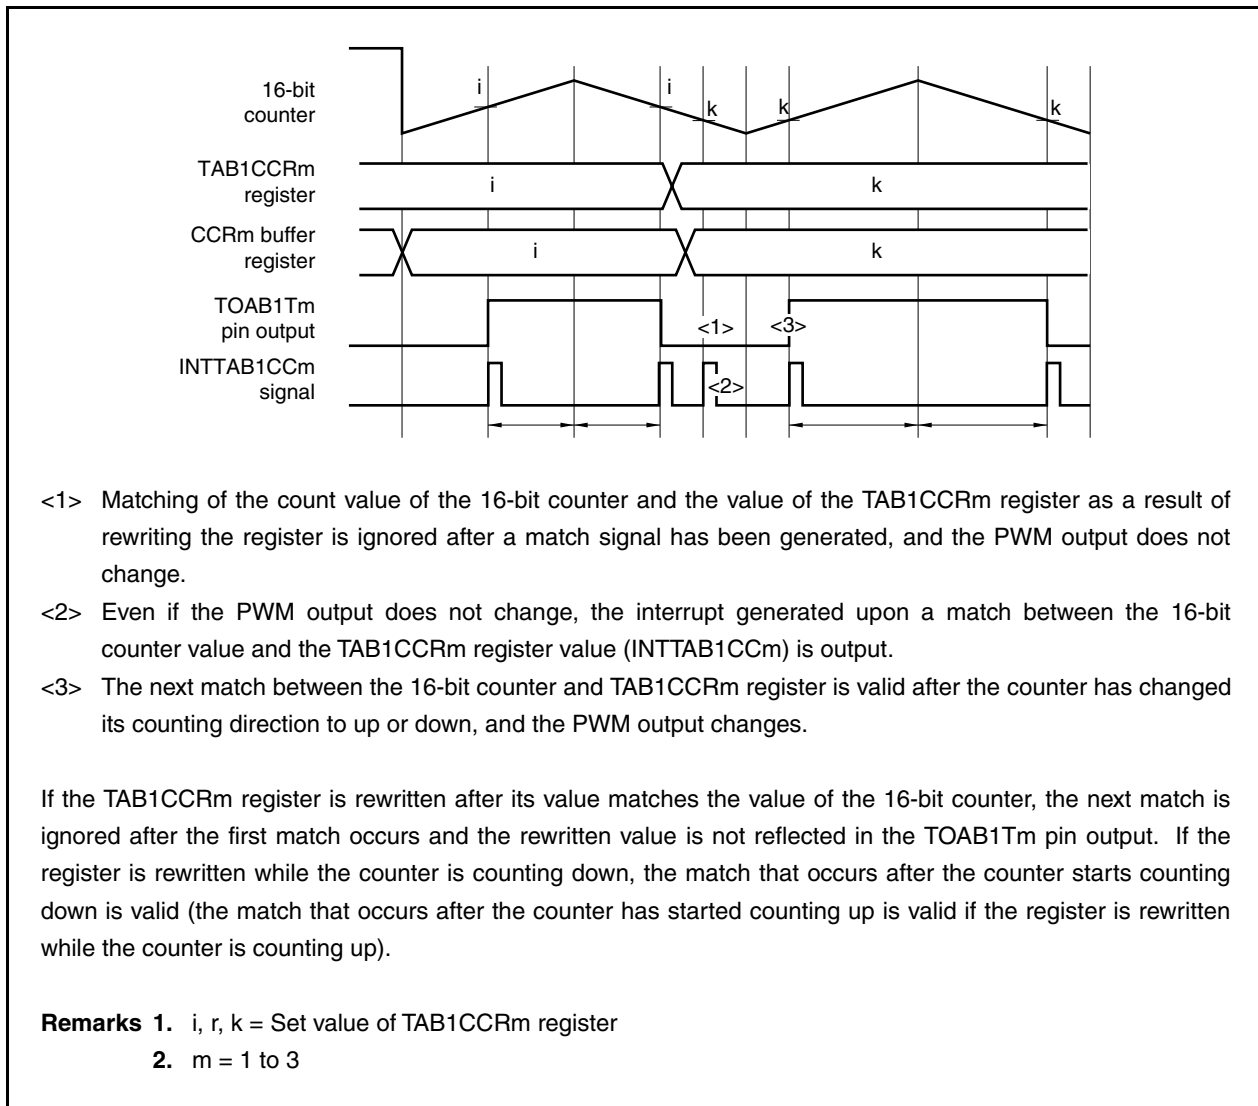 16-bit
counter
i
i
k
k
k
TAB1CCRm
register
i
k
CCRm buffer
register
i
k
TOAB1Tm
pin output
<1>
<3>
INTTAB1CCm
signal
<2>
<1> Matching of the count value of the 16-bit counter and the value of the TAB1CCRm register as a result of
rewriting the register is ignored after a match signal has been generated, and the PWM output does not
change.
<2> Even if the PWM output does not change, the interrupt generated upon a match between the 16-bit
counter value and the TAB1CCRm register value (INTTAB1CCm) is output.
<3> The next match between the 16-bit counter and TAB1CCRm register is valid after the counter has changed
its counting direction to up or down, and the PWM output changes.
If the TAB1CCRm register is rewritten after its value matches the value of the 16-bit counter, the next match is
ignored after the first match occurs and the rewritten value is not reflected in the TOAB1Tm pin output. If the
register is rewritten while the counter is counting down, the match that occurs after the counter starts counting
down is valid (the match that occurs after the counter has started counting up is valid if the register is rewritten
while the counter is counting up).
Remarks 1. i, r, k = Set value of TAB1CCRm register
2. m = 1 to 3